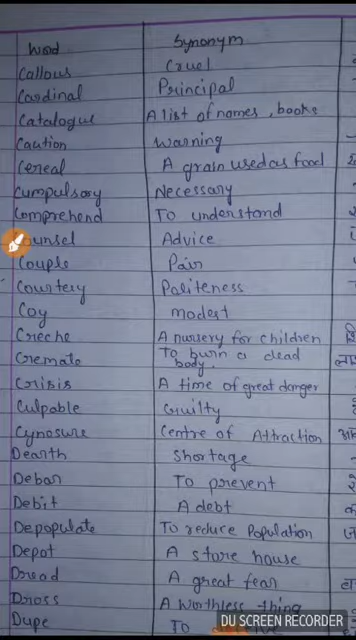 Word Synonym
Callous Cruel
Cardinal Principal
Catalogue A list of names, books
Caution Warning
Cereal A grain used as food
Cumpulsory Necessary
Comprehend To understand
ounsel Advice
Couple Pair
Courtery Politeness
Coy modest
Creche A nursery for children
Cremate To burn a dead body.
Crisis A time of great danger
Culpable Guilty
Cynosure Centre of Attraction
Dearth Shortage
Debar To prevent
Debit A debt
Depopulate To reduce Population
Depot A store house
Dread A great fear
Dross A worthless thing
Dupe To
DU SCREEN RECORDER